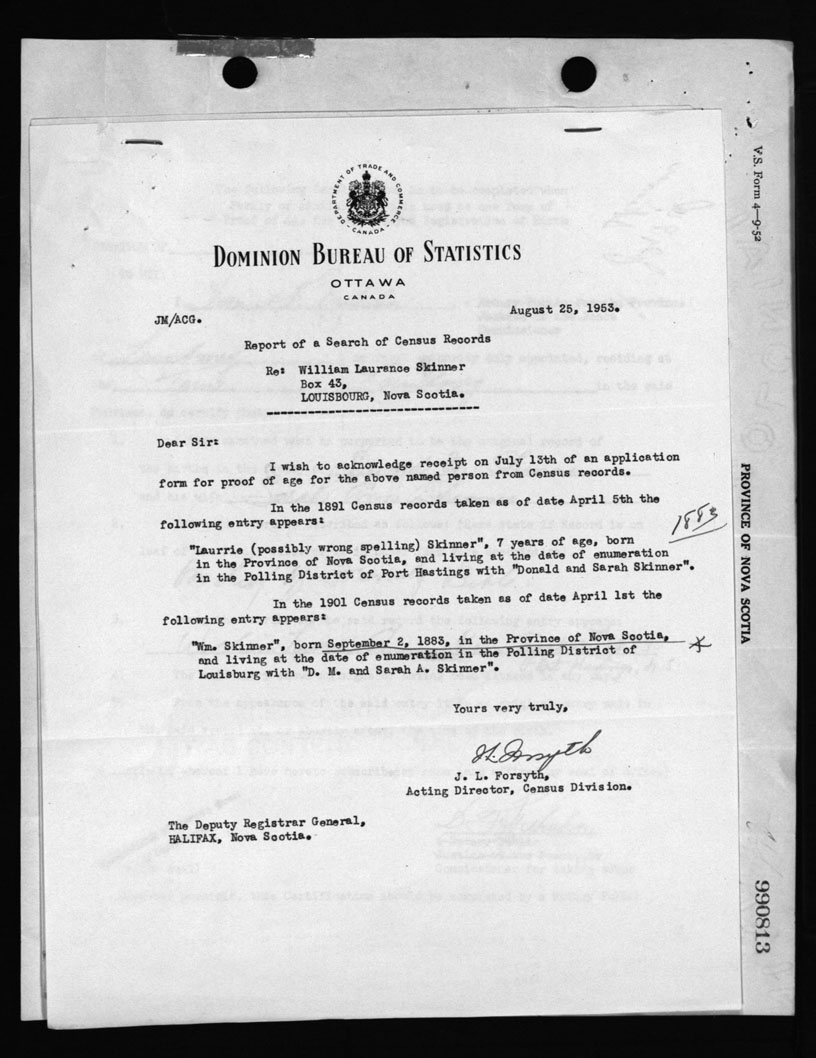 DEPARTMENT OF TRADE AND COMMERCE
CANADA
DOMINION BUREAU OF STATISTICS
OTTAWA
CANADA
JM/ACG.
August 25, 1953.
Report of a Search of Census Records
Re: William Laurance Skinner
Box 43,
LOUISBOURG, Nova Scotia.
Dear Sir:
I wish to acknowledge receipt on July 13th of an application
form for proof of age for the above named person from Census records.
In the 1891 Census records taken as of date April 5th the
following entry appears:
1883
"Laurrie (possibly wrong spelling) Skinner", 7 years of age, born
in the Province of Nova Scotia, and living at the date of enumeration
in the Polling District of Port Hastings with "Donald and Sarah Skinner".
In the 1901 Census records taken as of date April 1st the
following entry appears:
"Wm. Skinner", born September 2, 1883, in the Province of Nova Scotia,
and living at the date of enumeration in the Polling District of
Louisburg with "D. M. and Sarah A. Skinner".
Yours very truly,
J L Forsyth
J. L. Forsyth,
Acting Director, Census Division.
The Deputy Registrar General,
HALIFAX, Nova Scotia.
V.S. Form 4—9-52
PROVINCE OF NOVA SCOTIA
990813